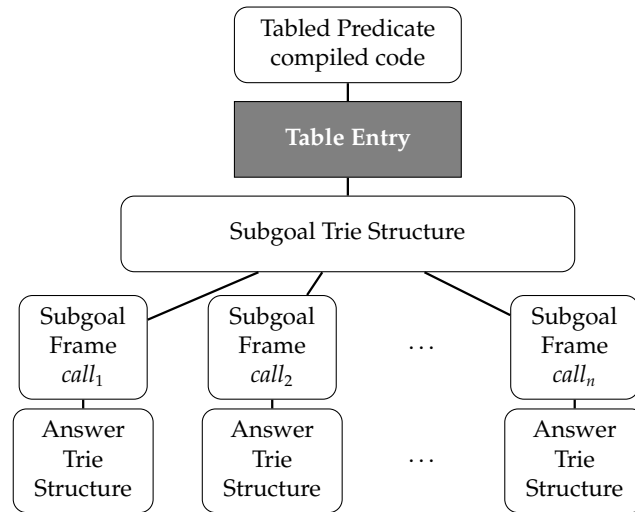 Tabled Predicate
compiled code
Table Entry
Subgoal Trie Structure
Subgoal
Frame
call₁
Subgoal
Frame
call₂
. . .
Subgoal
Frame
callₙ
Answer
Trie
Structure
Answer
Trie
Structure
. . .
Answer
Trie
Structure